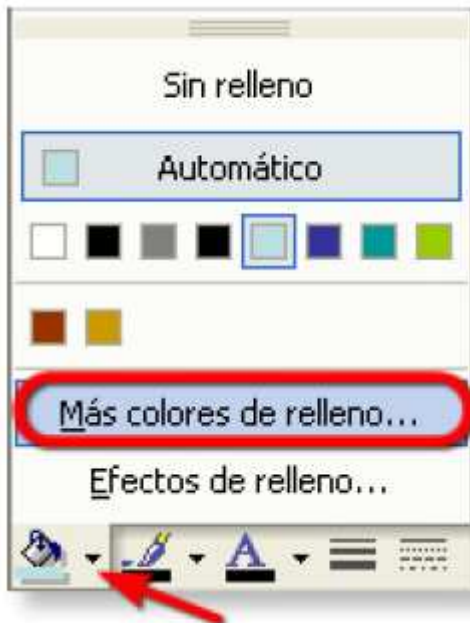 Sin relleno
Automático
Más colores de relleno...
Efectos de relleno...
A